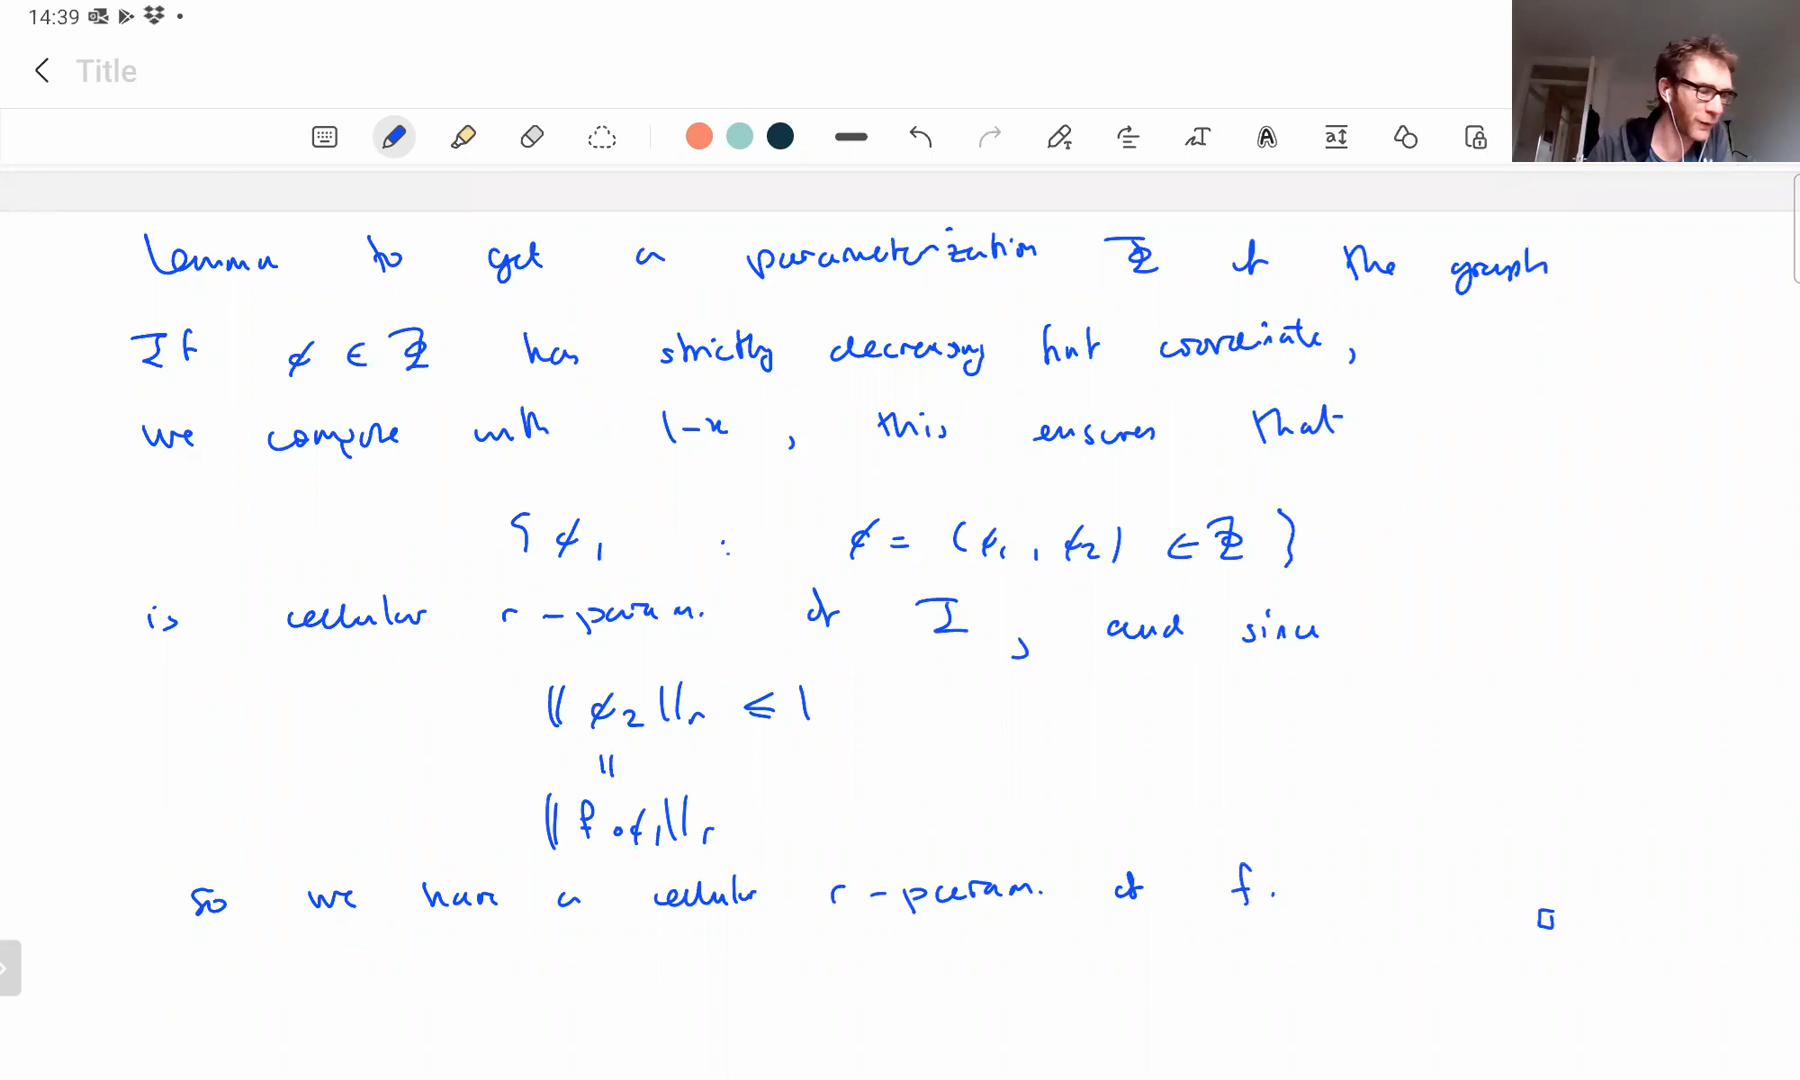 14:39
Title
Lemma to get a parameterization Φ of the graph
If ϕ ∈ Φ has strictly decreasing first coordinate,
we compose with 1-x, this ensures that
{ ϕ₁ : ϕ = (ϕ₁, ϕ₂) ∈ Φ }
is cellular r-param. of I, and since
|| ϕ₂ ||ᵣ ≤ 1
||
|| f∘ϕ₁ ||ᵣ
so we have a cellular r-param. of f. □